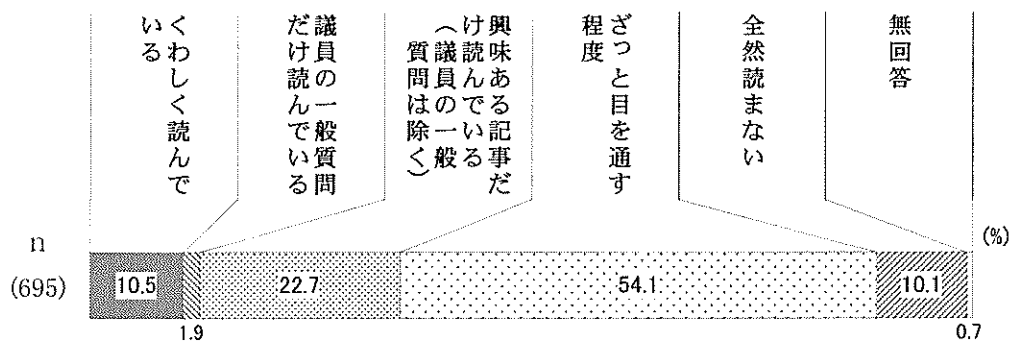 くわしく読んで
いる
議員の一般質問
だけ読んでいる
興味ある記事だ
け読んでいる
（議員の一般
質問は除く）
ざっと目を通す
程度
全然読まない
無回答
(%)
n
(695)
10.5
1.9
22.7
54.1
10.1
0.7